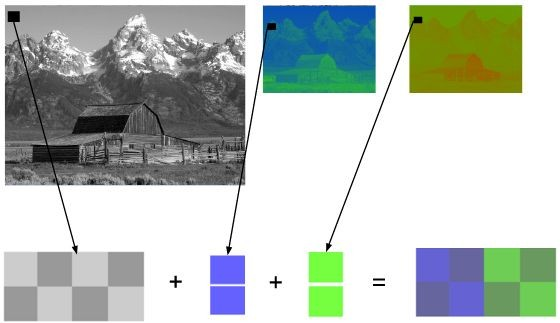 + + =